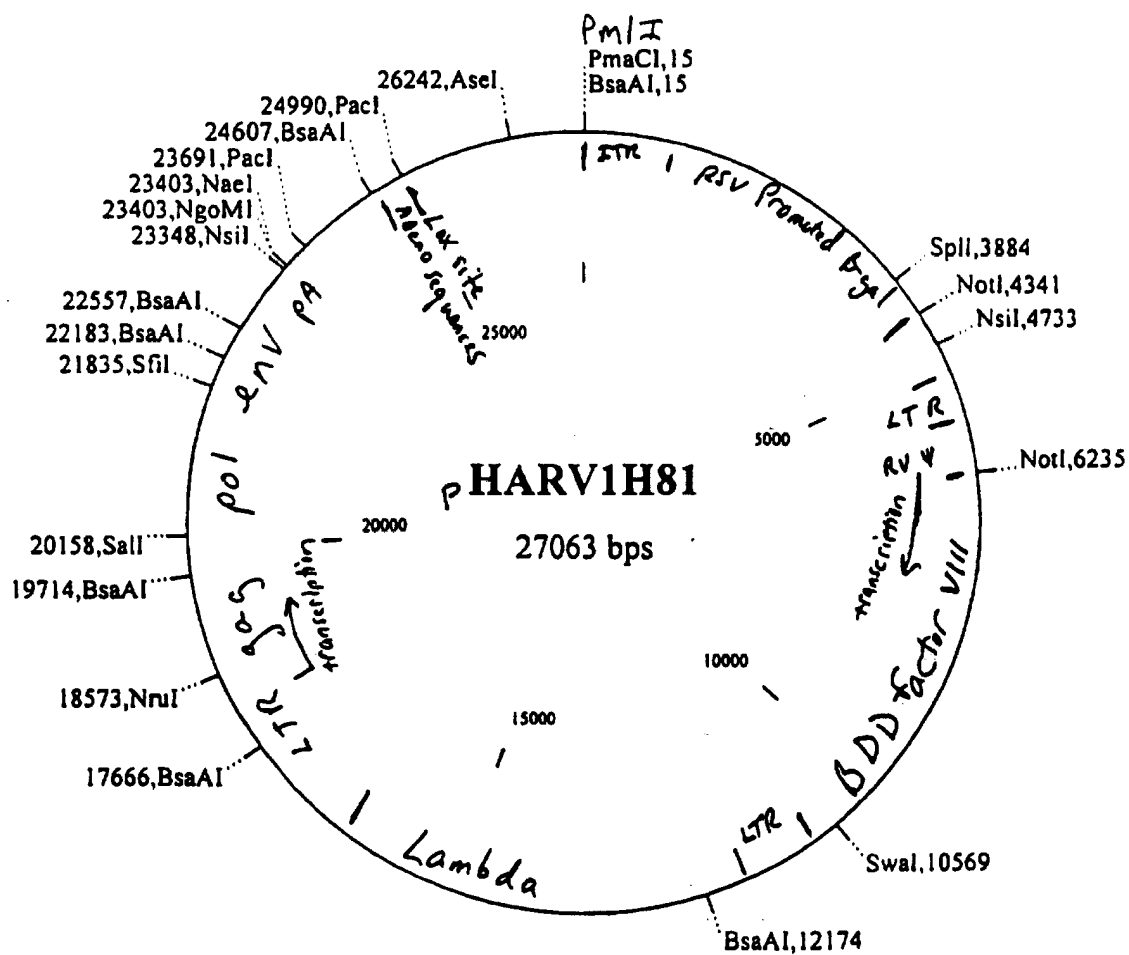 PmlI
PmaCI,15
BsaAI,15
26242,AseI
24990,PacI
24607,BsaAI
23691,PacI
23403,NaeI
23403,NgoMI
23348,NsiI
22557,BsaAI
22183,BsaAI
21835,SfiI
20158,SalI
19714,BsaAI
18573,NruI
17666,BsaAI
ITR
RSV Promoted
SplI,3884
NotI,4341
NsiI,4733
LTR
RV ψ
NotI,6235
transcription
BDD factor VIII
SwaI,10569
LTR
BsaAI,12174
Lambda
LTR
gag
transcription
pol
env
PA
Lox site
Adeno sequences
25000
5000
10000
15000
20000
pHARV1H81
27063 bps